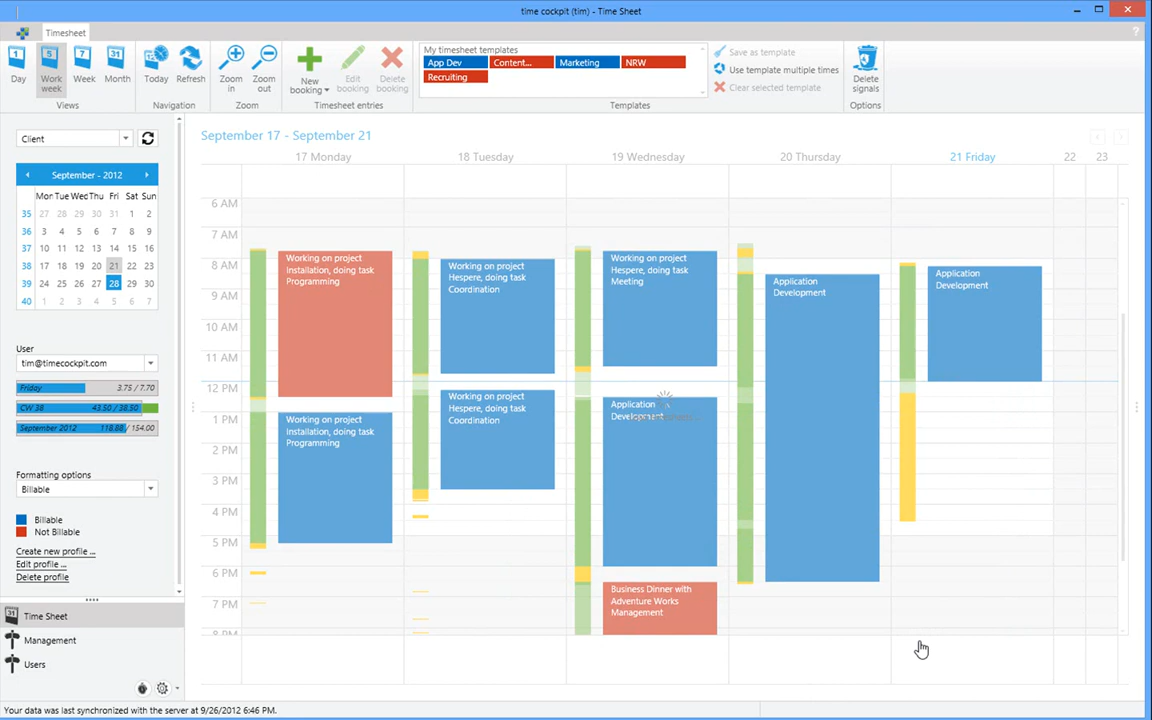 time cockpit (tim) - Time Sheet
Timesheet
1
5
7
31
Day
Work week
Week
Month
Today
Refresh
Zoom in
Zoom out
New booking
Edit booking
Delete booking
My timesheet templates
App Dev
Content...
Marketing
NRW
Recruiting
Save as template
Use template multiple times
Clear selected template
Delete signals
Views
Navigation
Zoom
Timesheet entries
Templates
Options
Client
September - 2012
Mon Tue Wed Thu Fri Sat Sun
35 27 28 29 30 31 1 2
36 3 4 5 6 7 8 9
37 10 11 12 13 14 15 16
38 17 18 19 20 21 22 23
39 24 25 26 27 28 29 30
40 1 2 3 4 5 6 7
User
tim@timecockpit.com
Friday 3.75 / 7.70
CW 38 43.50 / 38.50
September 2012 118.88 / 154.00
Formatting options
Billable
Billable
Not Billable
Create new profile ...
Edit profile ...
Delete profile
31
Time Sheet
Management
Users
September 17 - September 21
17 Monday
18 Tuesday
19 Wednesday
20 Thursday
21 Friday
22
23
6 AM
7 AM
8 AM
9 AM
10 AM
11 AM
12 PM
1 PM
2 PM
3 PM
4 PM
5 PM
6 PM
7 PM
8 PM
Working on project
Installation, doing task
Programming
Working on project
Installation, doing task
Programming
Working on project
Hespere, doing task
Coordination
Working on project
Hespere, doing task
Coordination
Working on project
Hespere, doing task
Meeting
Application
Development
Business Dinner with
Adventure Works
Management
Application
Development
Application
Development
Your data was last synchronized with the server at 9/26/2012 6:46 PM.